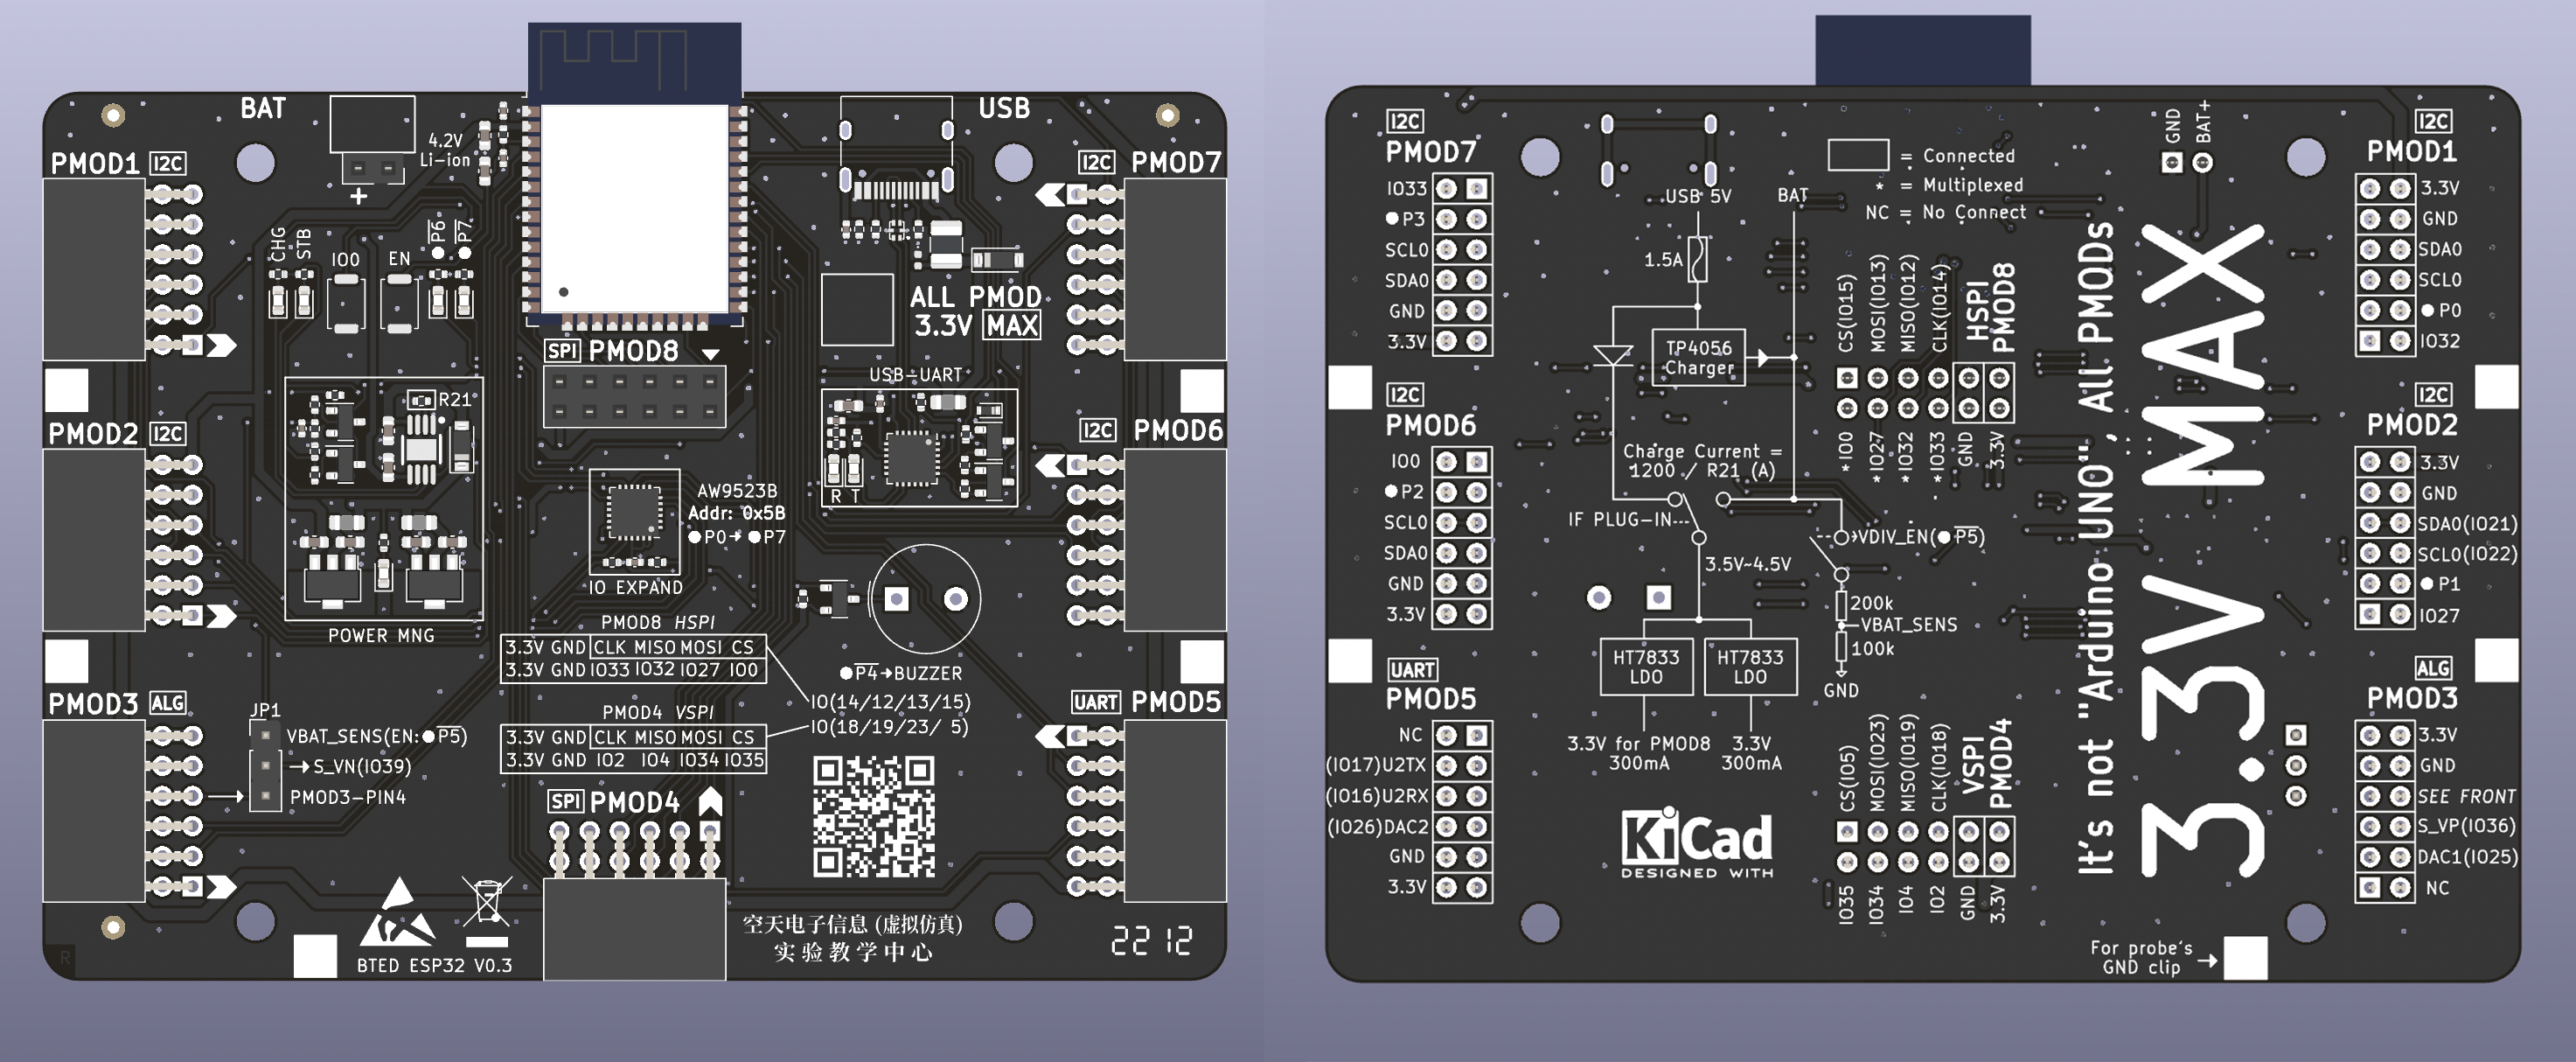 BAT
USB
4.2V
Li-ion
+
PMOD1 I2C
I2C PMOD7
CHG
STB
IO0
EN
P6
P7
ALL PMOD
3.3V MAX
SPI PMOD8
USB-UART
R21
PMOD2 I2C
I2C PMOD6
R T
AW9523B
Addr: 0x5B
P0→ P7
IO EXPAND
POWER MNG
PMOD8 HSPI
3.3V GND CLK MISO MOSI CS
3.3V GND IO33 IO32 IO27 IO0
P4→BUZZER
IO(14/12/13/15)
IO(18/19/23/ 5)
PMOD4 VSPI
3.3V GND CLK MISO MOSI CS
3.3V GND IO2 IO4 IO34 IO35
PMOD3 ALG
UART PMOD5
JP1
VBAT_SENS(EN: P5)
→S_VN(IO39)
PMOD3-PIN4
SPI PMOD4
BTED ESP32 V0.3
空天电子信息 (虚拟仿真)
实验教学中心
2212
R
I2C
PMOD7
IO33
P3
SCL0
SDA0
GND
3.3V
I2C
PMOD6
IO0
P2
SCL0
SDA0
GND
3.3V
UART
PMOD5
NC
(IO17)U2TX
(IO16)U2RX
(IO26)DAC2
GND
3.3V
USB 5V
BAT
1.5A
TP4056
Charger
Charge Current =
1200 / R21 (A)
IF PLUG-IN---
3.5V~4.5V
VDIV_EN( P5)
200k
VBAT_SENS
100k
GND
HT7833
LDO
HT7833
LDO
3.3V for PMOD8
300mA
3.3V
300mA
KiCad
DESIGNED WITH
= Connected
* = Multiplexed
NC = No Connect
CS(IO15)
MOSI(IO13)
MISO(IO12)
CLK(IO14)
HSPI
PMOD8
*IO0
*IO27
*IO32
*IO33
GND
3.3V
CS(IO5)
MOSI(IO23)
MISO(IO19)
CLK(IO18)
VSPI
PMOD4
IO35
IO34
IO4
IO2
GND
3.3V
It's not "Arduino UNO", All PMODs
3.3V MAX
GND
BAT+
I2C
PMOD1
3.3V
GND
SDA0
SCL0
P0
IO32
I2C
PMOD2
3.3V
GND
SDA0(IO21)
SCL0(IO22)
P1
IO27
ALG
PMOD3
3.3V
GND
SEE FRONT
S_VP(IO36)
DAC1(IO25)
NC
For probe's
GND clip →